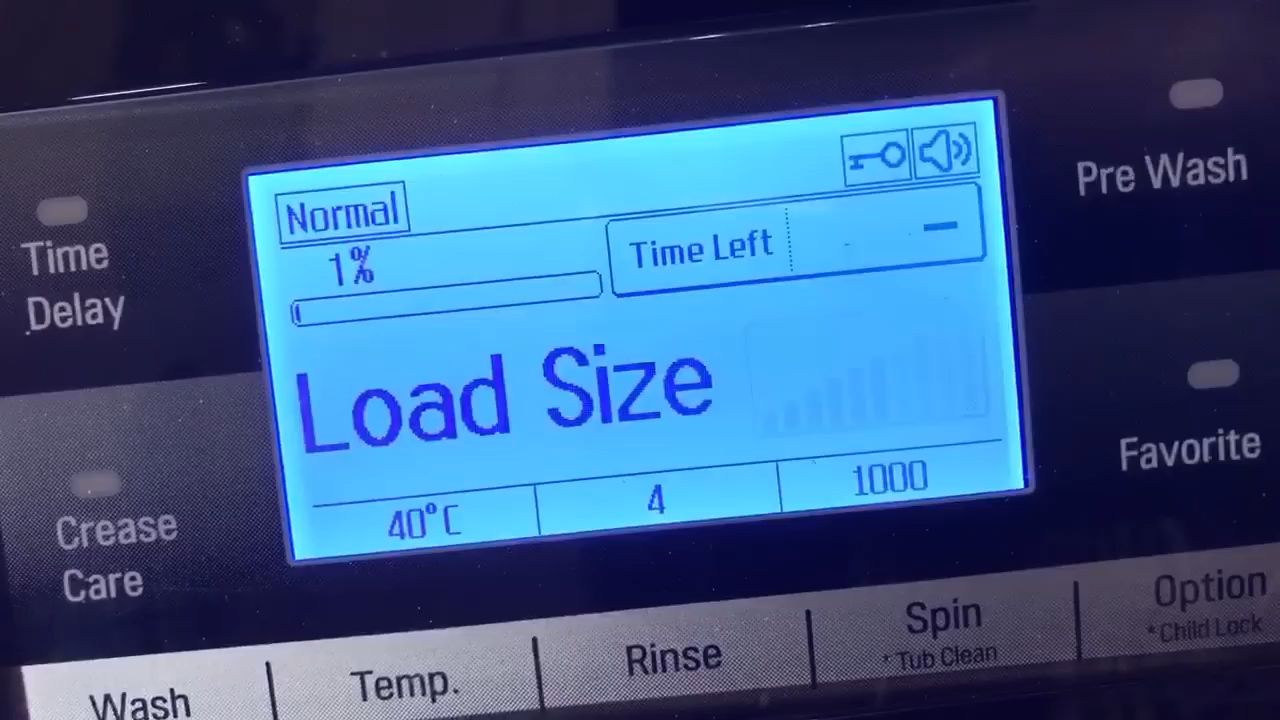 Normal
1%
Time Left –
Load Size
40°C 4 1000
Time
Delay
Crease
Care
Pre Wash
Favorite
Wash Temp. Rinse Spin Option
*Tub Clean *Child Lock